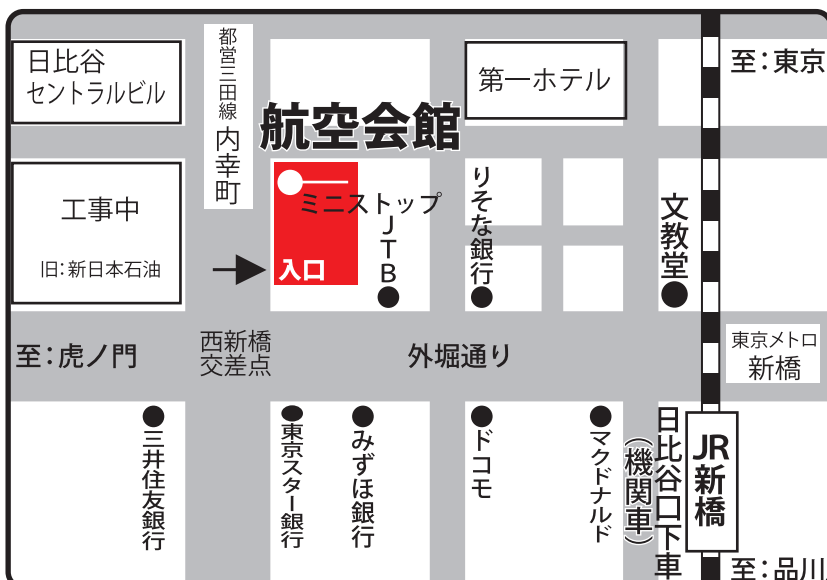 日比谷
セントラルビル
都営三田線 内幸町
航空会館
第一ホテル
至：東京
工事中
旧：新日本石油
ミニストップ
入口
JTB
りそな銀行
文教堂
至：虎ノ門
西新橋
交差点
外堀通り
東京メトロ
新橋
三井住友銀行
東京スター銀行
みずほ銀行
ドコモ
マクドナルド
（機関車）
日比谷口下車
JR
新橋
至：品川